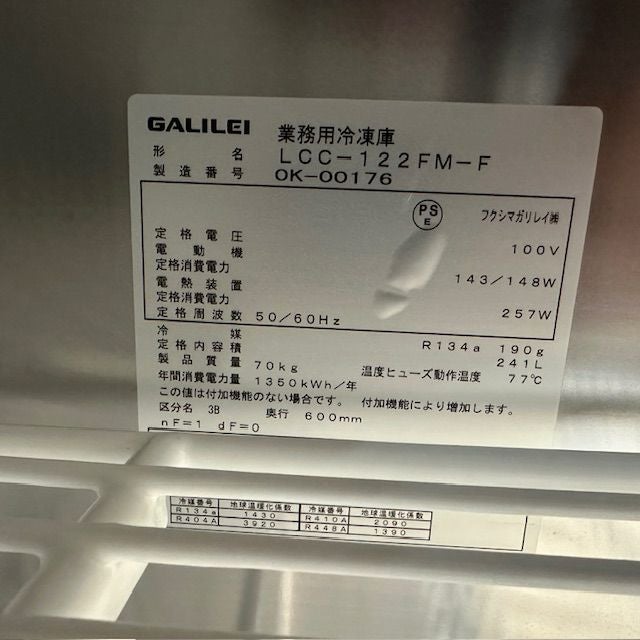 GALILEI 業務用冷凍庫
形名 LCC-122FM-F
製造番号 OK-00176
PS
E
フクシマガリレイ㈱
定格電圧 100V
電動機
定格消費電力 143/148W
電熱装置
定格消費電力 257W
定格周波数 50/60Hz
冷媒 R134a 190g
定格内容積 241L
製品質量 70kg 温度ヒューズ動作温度 77℃
年間消費電力量 1350kWh/年
この値は付加機能のない場合です。 付加機能により増加します。
区分名 3B 奥行 600mm
nF=1 dF=0
冷媒番号 地球温暖化係数 冷媒番号 地球温暖化係数
R134a 1430 R410A 2090
R404A 3920 R448A 1390